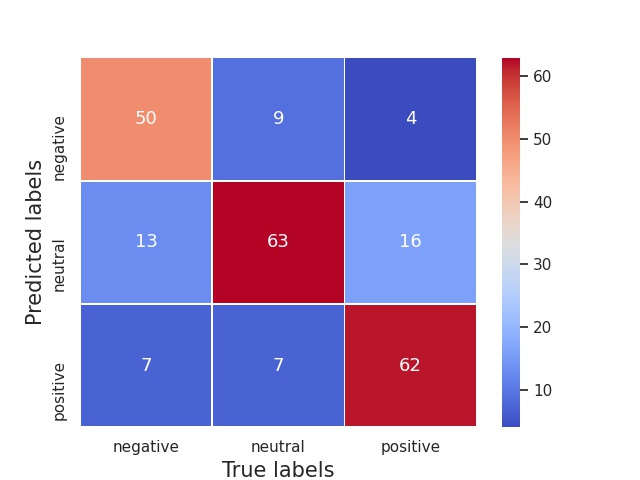 Predicted labels
negative
50 9 4
neutral
13 63 16
positive
7 7 62
negative neutral positive
True labels
60
50
40
30
20
10